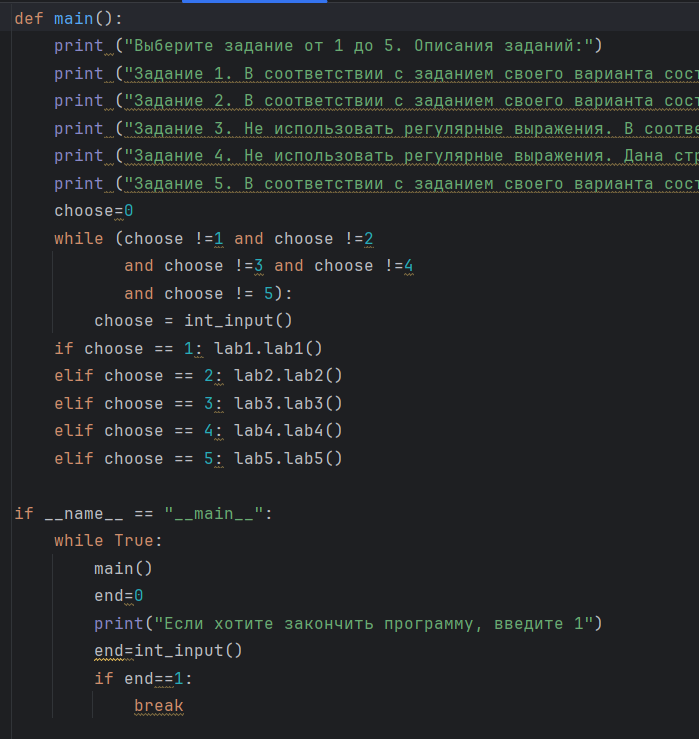 def main():
    print ("Выберите задание от 1 до 5. Описания заданий:")
    print ("Задание 1. В соответствии с заданием своего варианта сост
    print ("Задание 2. В соответствии с заданием своего варианта сост
    print ("Задание 3. Не использовать регулярные выражения. В соотве
    print ("Задание 4. Не использовать регулярные выражения. Дана стр
    print ("Задание 5. В соответствии с заданием своего варианта сост
    choose=0
    while (choose !=1 and choose !=2
           and choose !=3 and choose !=4
           and choose != 5):
        choose = int_input()
    if choose == 1: lab1.lab1()
    elif choose == 2: lab2.lab2()
    elif choose == 3: lab3.lab3()
    elif choose == 4: lab4.lab4()
    elif choose == 5: lab5.lab5()

if __name__ == "__main__":
    while True:
        main()
        end=0
        print("Если хотите закончить программу, введите 1")
        end=int_input()
        if end==1:
            break